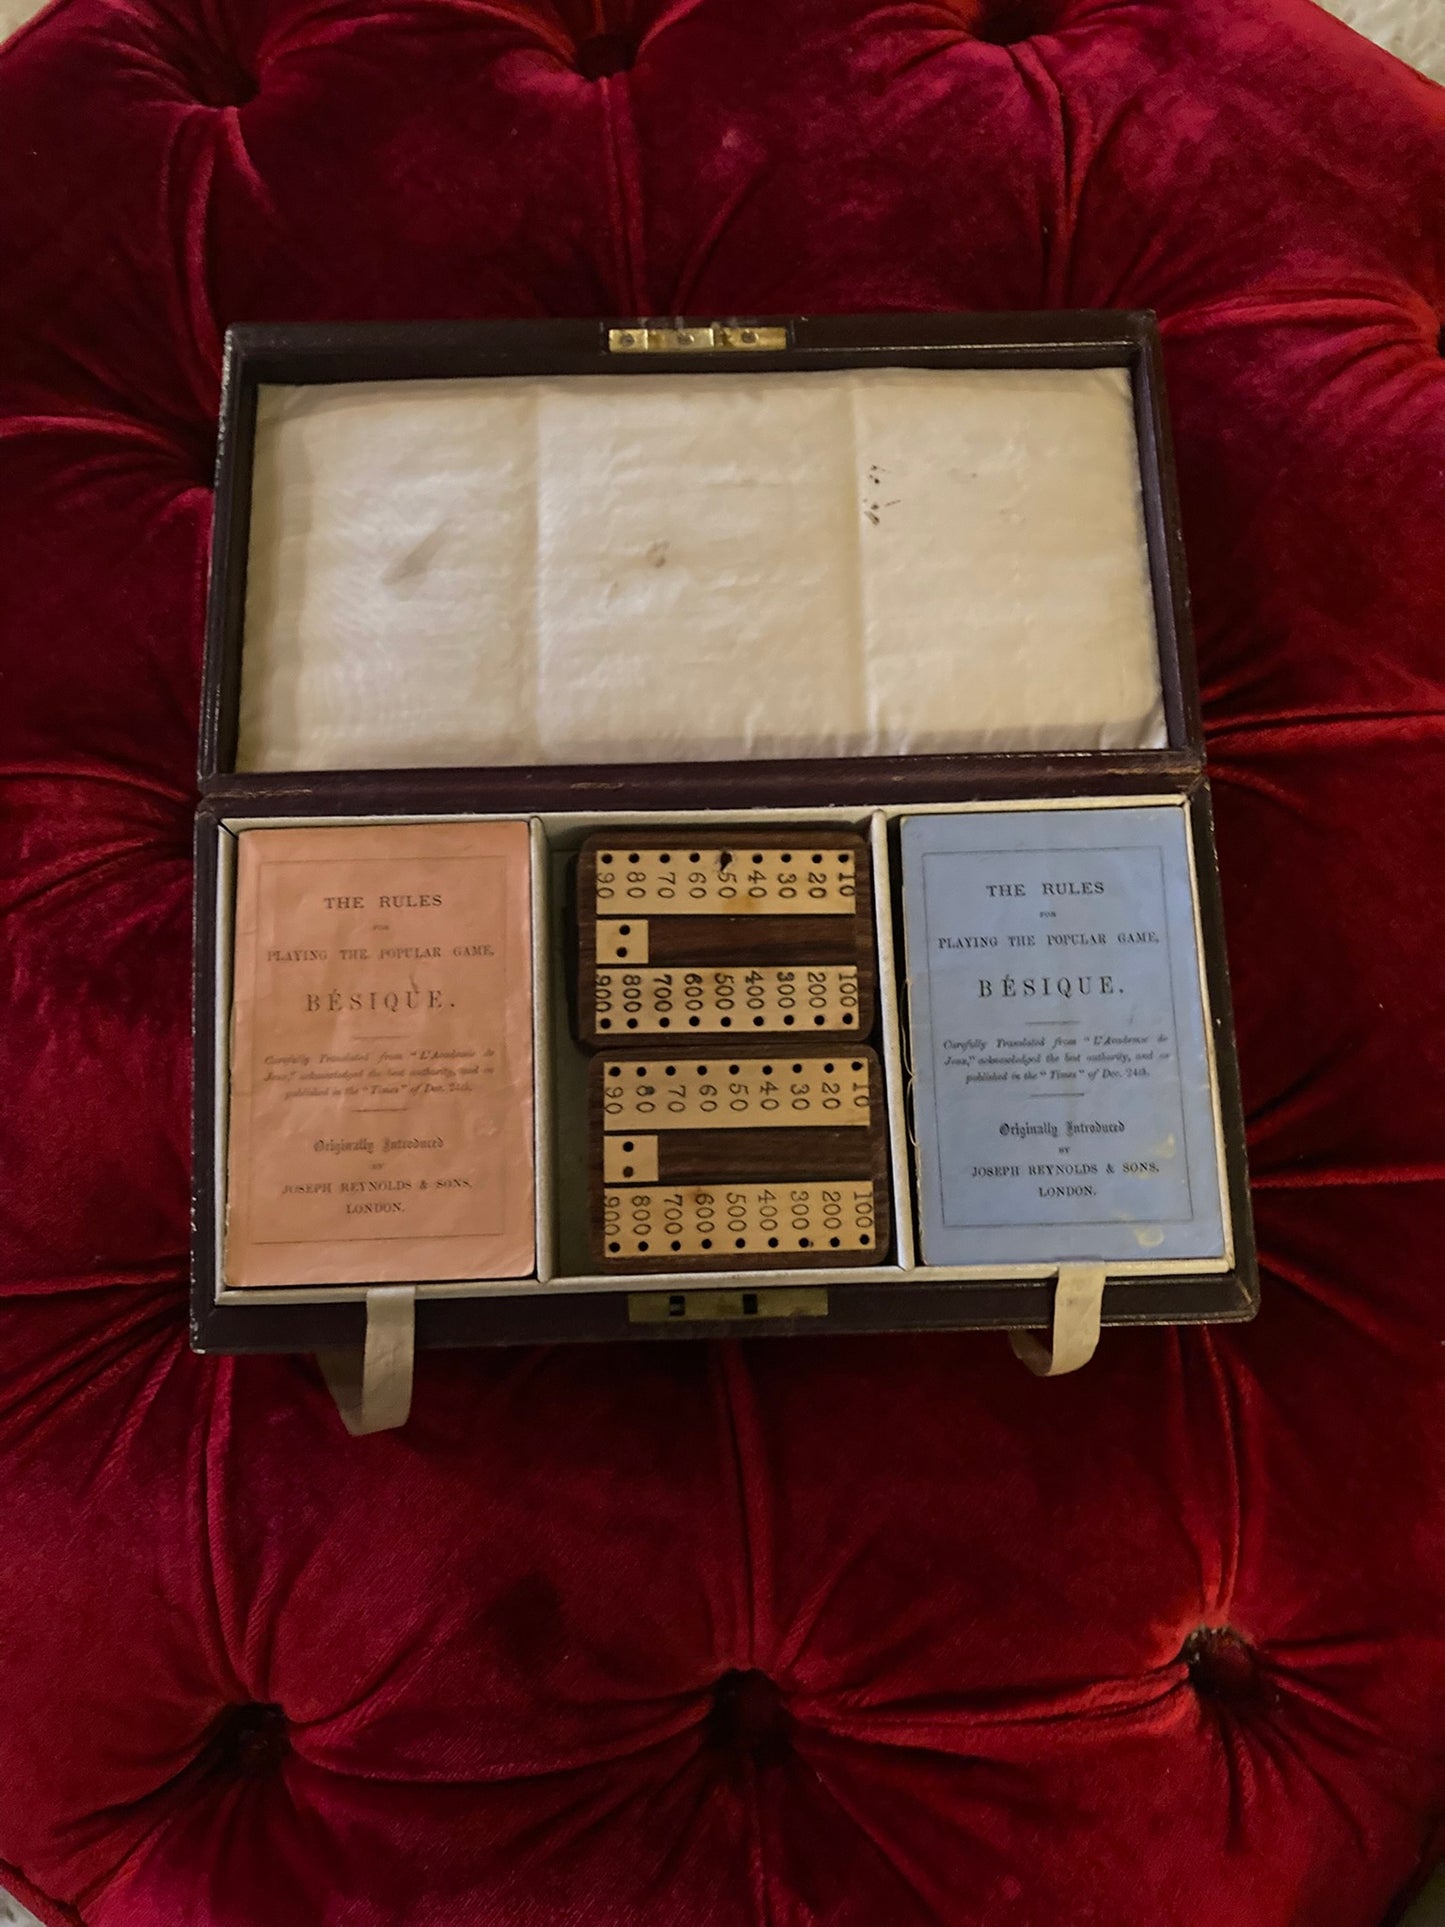 THE RULES
FOR
PLAYING THE POPULAR GAME,
BÉSIQUE.
Carefully Translated from "L'Académie de
Jeux," acknowledged the best authority, and as
published in the "Times" of Dec. 24th.
Originally Introduced
BY
JOSEPH REYNOLDS & SONS,
LONDON.
90 80 70 60 50 40 30 20 10
900 800 700 600 500 400 300 200 100
90 80 70 60 50 40 30 20 10
900 800 700 600 500 400 300 200 100
THE RULES
FOR
PLAYING THE POPULAR GAME,
BÉSIQUE.
Carefully Translated from "L'Académie de
Jeux," acknowledged the best authority, and as
published in the "Times" of Dec. 24th.
Originally Introduced
BY
JOSEPH REYNOLDS & SONS,
LONDON.